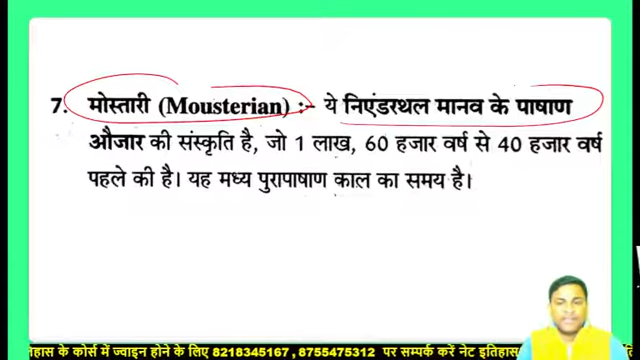 7. मोस्तारी (Mousterian) :- ये निएंडरथल मानव के पाषाण
औजार की संस्कृति है, जो 1 लाख, 60 हजार वर्ष से 40 हजार वर्ष
पहले की है। यह मध्य पुरापाषाण काल का समय है।
के कोर्स में ज्वाइन होने के लिए 8218345167 , 8755475312 पर सम्पर्क करें नेट इतिहास